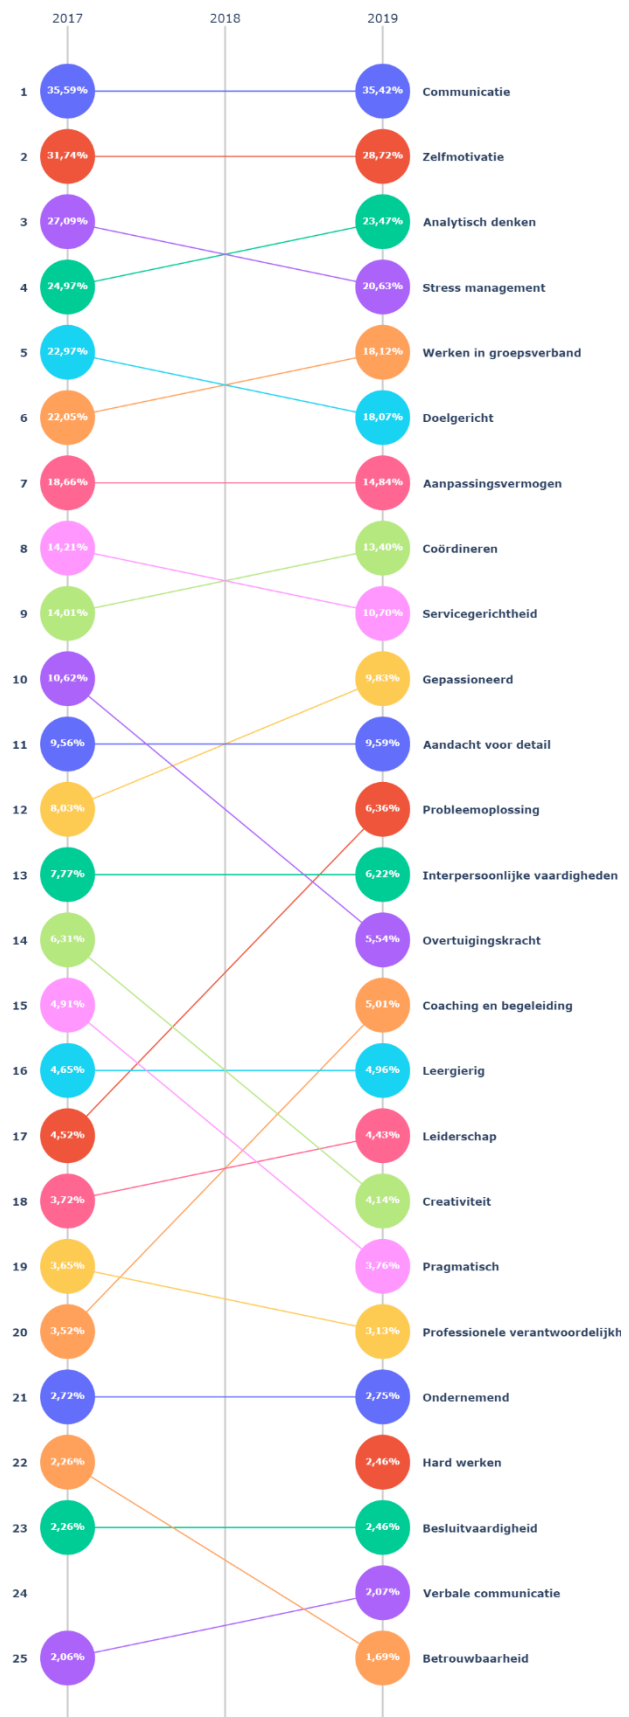 2017 2018 2019
1 35,59% 35,42% Communicatie
2 31,74% 28,72% Zelfmotivatie
3 27,09% 23,47% Analytisch denken
4 24,97% 20,63% Stress management
5 22,97% 18,12% Werken in groepsverband
6 22,05% 18,07% Doelgericht
7 18,66% 14,84% Aanpassingsvermogen
8 14,21% 13,40% Coördineren
9 14,01% 10,70% Servicegerichtheid
10 10,62% 9,83% Gepassioneerd
11 9,56% 9,59% Aandacht voor detail
12 8,03% 6,36% Probleemoplossing
13 7,77% 6,22% Interpersoonlijke vaardigheden
14 6,31% 5,54% Overtuigingskracht
15 4,91% 5,01% Coaching en begeleiding
16 4,65% 4,96% Leergierig
17 4,52% 4,43% Leiderschap
18 3,72% 4,14% Creativiteit
19 3,65% 3,76% Pragmatisch
20 3,52% 3,13% Professionele verantwoordelijkh
21 2,72% 2,75% Ondernemend
22 2,26% 2,46% Hard werken
23 2,26% 2,46% Besluitvaardigheid
24 2,07% Verbale communicatie
25 2,06% 1,69% Betrouwbaarheid